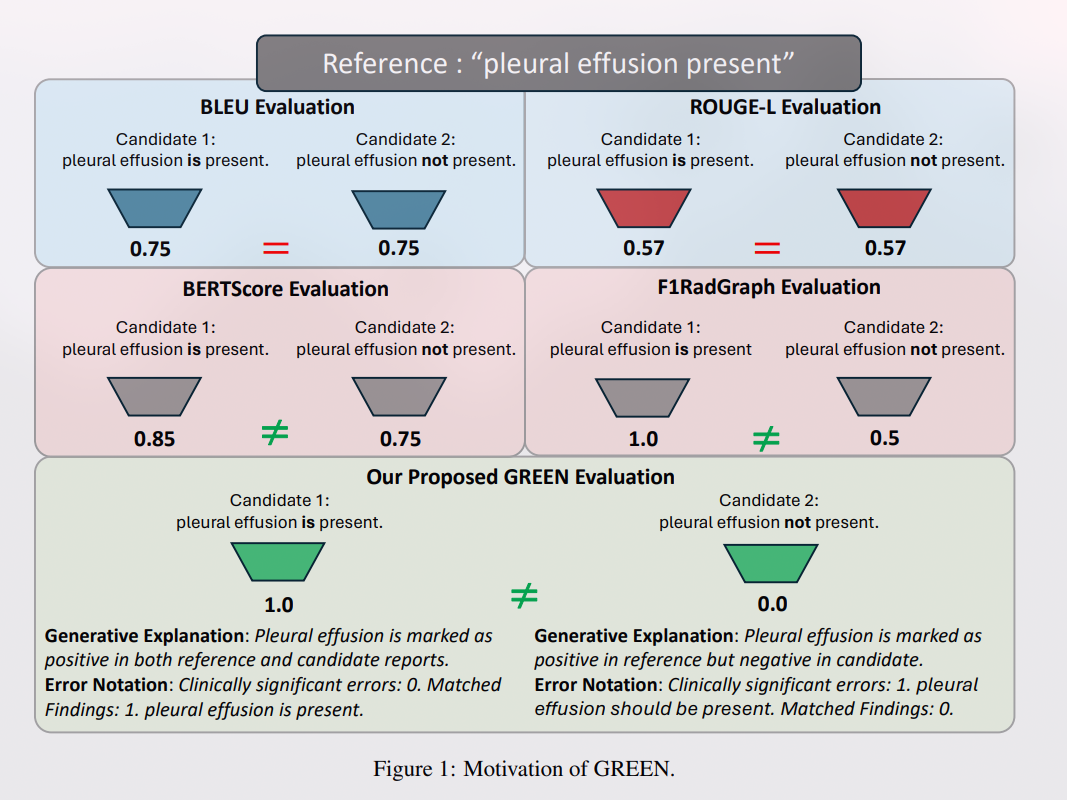 Reference : “pleural effusion present”
BLEU Evaluation
Candidate 1:
pleural effusion is present.
Candidate 2:
pleural effusion not present.
0.75
=
0.75
ROUGE-L Evaluation
Candidate 1:
pleural effusion is present.
Candidate 2:
pleural effusion not present.
0.57
=
0.57
BERTScore Evaluation
Candidate 1:
pleural effusion is present.
Candidate 2:
pleural effusion not present.
0.85
≠
0.75
F1RadGraph Evaluation
Candidate 1:
pleural effusion is present
Candidate 2:
pleural effusion not present.
1.0
≠
0.5
Our Proposed GREEN Evaluation
Candidate 1:
pleural effusion is present.
1.0
≠
Generative Explanation: Pleural effusion is marked as
positive in both reference and candidate reports.
Error Notation: Clinically significant errors: 0. Matched
Findings: 1. pleural effusion is present.
Candidate 2:
pleural effusion not present.
0.0
Generative Explanation: Pleural effusion is marked as
positive in reference but negative in candidate.
Error Notation: Clinically significant errors: 1. pleural
effusion should be present. Matched Findings: 0.
Figure 1: Motivation of GREEN.